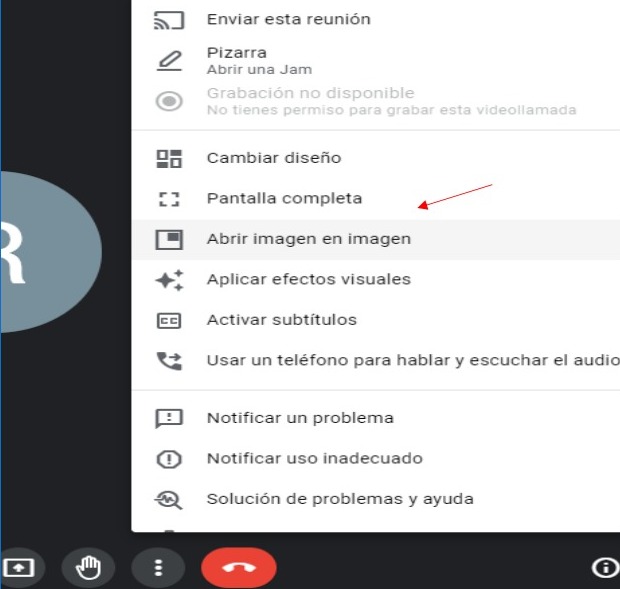 Enviar esta reunión
Pizarra
Abrir una Jam
Grabación no disponible
No tienes permiso para grabar esta videollamada
Cambiar diseño
Pantalla completa
R
Abrir imagen en imagen
Aplicar efectos visuales
CC Activar subtítulos
Usar un teléfono para hablar y escuchar el audio
Notificar un problema
Notificar uso inadecuado
Solución de problemas y ayuda